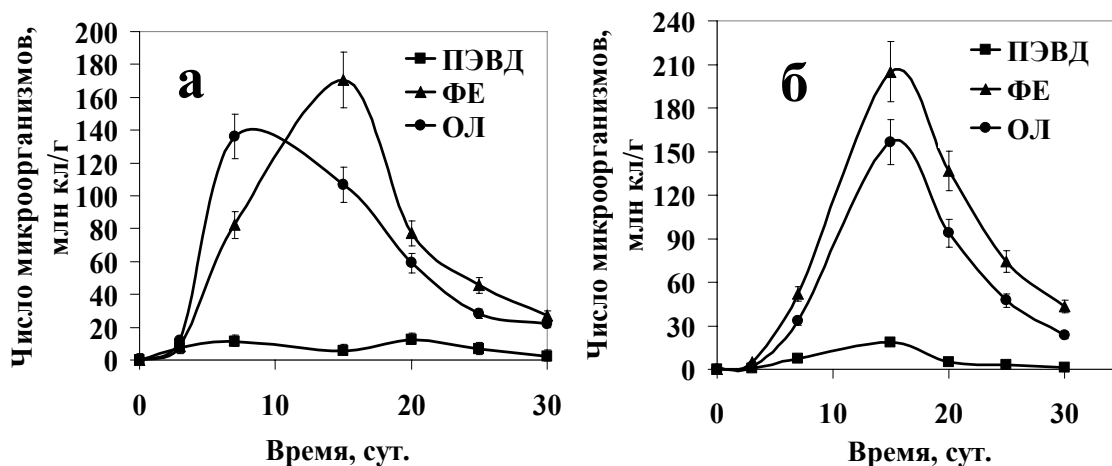 Число микроорганизмов,
млн кл/г
200
180
160
140
120
100
80
60
40
20
0
а
ПЭВД
ФЕ
ОЛ
0 10 20 30
Время, сут.
Число микроорганизмов,
млн кл/г
240
210
180
150
120
90
60
30
0
б
ПЭВД
ФЕ
ОЛ
0 10 20 30
Время, сут.